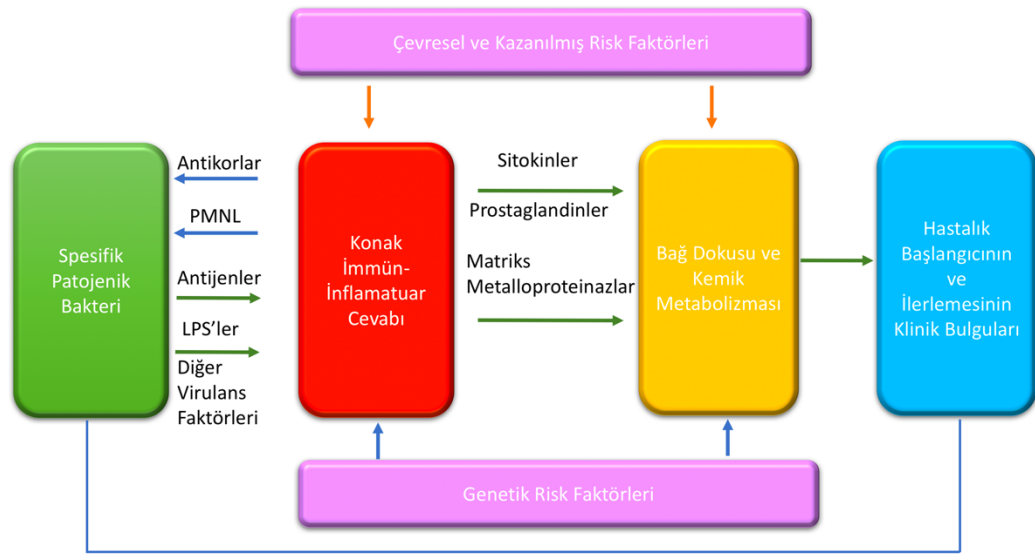 Çevresel ve Kazanılmış Risk Faktörleri
Spesifik
Patojenik
Bakteri
Antikorlar
PMNL
Antijenler
LPS’ler
Diğer
Virulans
Faktörleri
Konak
İmmün-
İnflamatuar
Cevabı
Sitokinler
Prostaglandinler
Matriks
Metalloproteinazlar
Bağ Dokusu ve
Kemik
Metabolizması
Hastalık
Başlangıcının
ve
İlerlemesinin
Klinik Bulguları
Genetik Risk Faktörleri